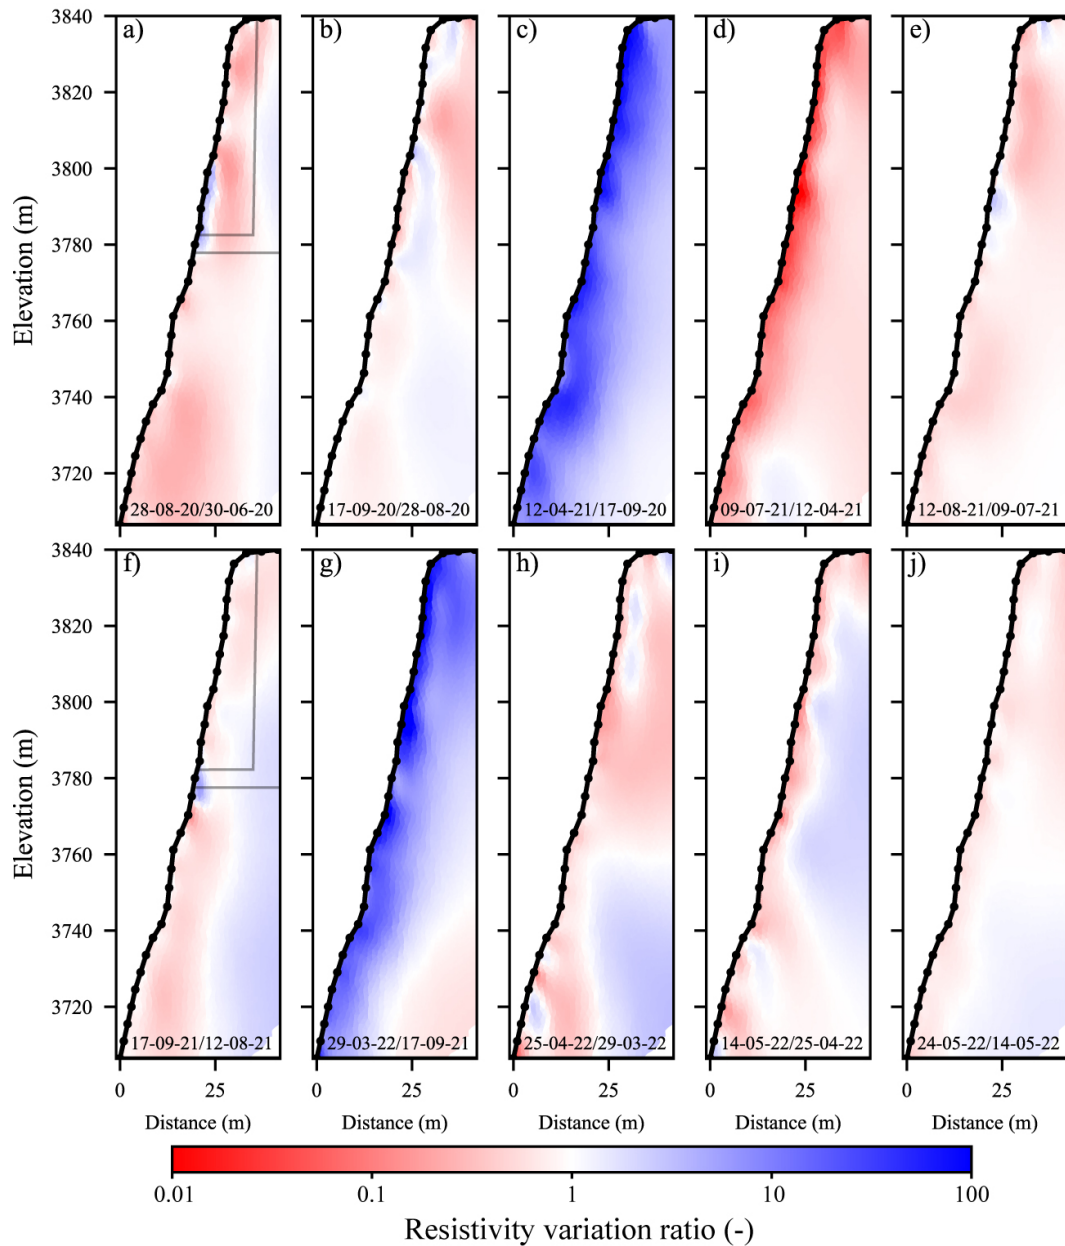 3840
3820
3800
3780
3760
3740
3720
Elevation (m)
a)
b)
c)
d)
e)
28-08-20/30-06-20
17-09-20/28-08-20
12-04-21/17-09-20
09-07-21/12-04-21
12-08-21/09-07-21
3840
3820
3800
3780
3760
3740
3720
Elevation (m)
f)
g)
h)
i)
j)
17-09-21/12-08-21
29-03-22/17-09-21
25-04-22/29-03-22
14-05-22/25-04-22
24-05-22/14-05-22
0 25
0 25
0 25
0 25
0 25
Distance (m)
Distance (m)
Distance (m)
Distance (m)
Distance (m)
0.01 0.1 1 10 100
Resistivity variation ratio (-)